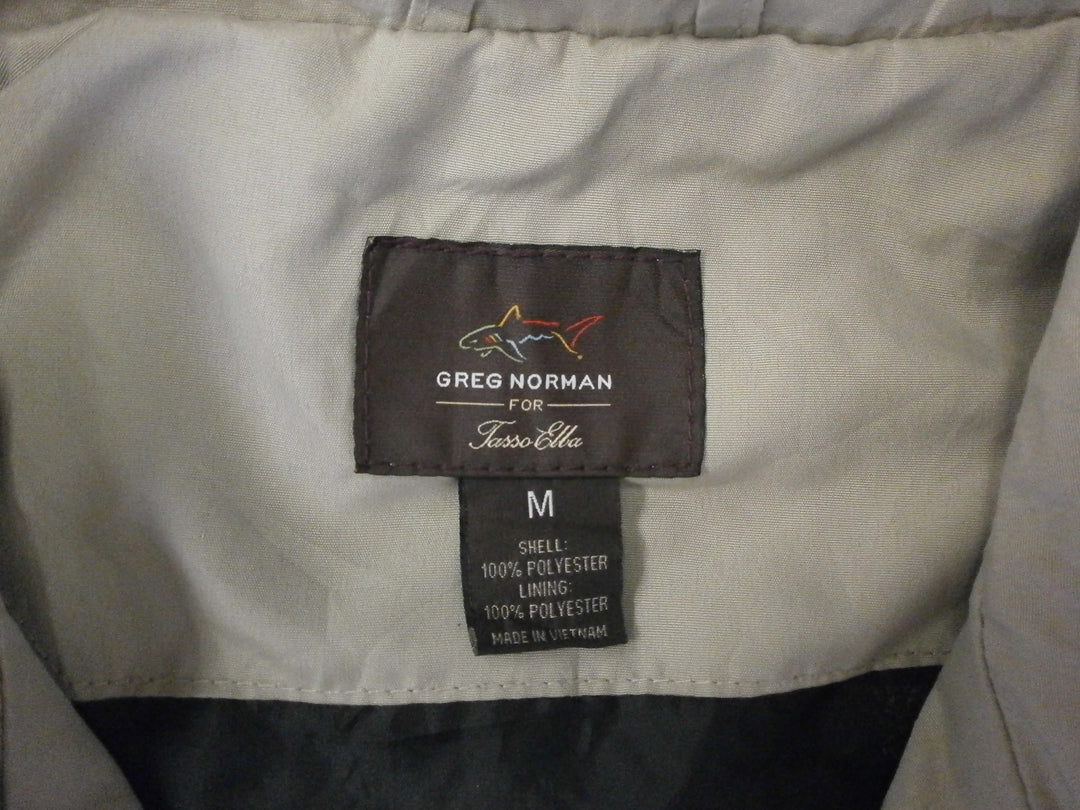 GREG NORMAN
FOR
Tasso Elba
M
SHELL:
100% POLYESTER
LINING:
100% POLYESTER
MADE IN VIETNAM